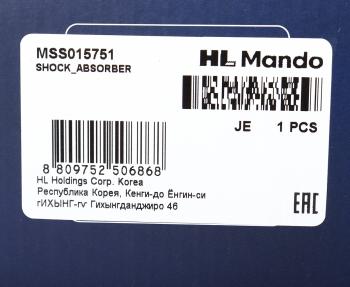 MSS015751
HL Mando
SHOCK_ABSORBER
JE 1 PCS
8 809752 506868
HL Holdings Corp. Korea
Республика Корея, Кенги-до Ёнгин-си
гИХЫНГ-гу Гихынгданджиро 46
EAC